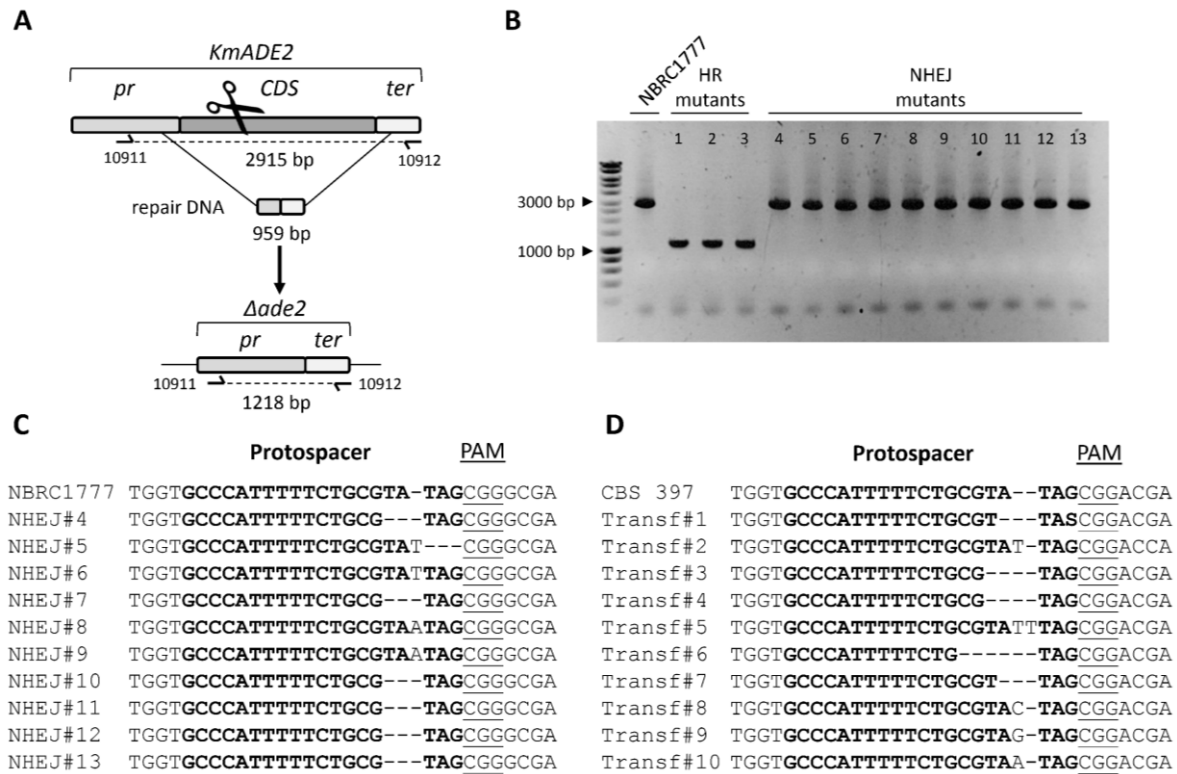 A
KmADE2
pr CDS ter
10911 2915 bp 10912
repair DNA
959 bp
Δade2
pr ter
10911 10912
1218 bp
B
NBRC1777
HR mutants
NHEJ mutants
1 2 3 4 5 6 7 8 9 10 11 12 13
3000 bp
1000 bp
C
Protospacer PAM
NBRC1777 TGGTGCCCATTTTTCTGCGTA-TAGCGGGCGA
NHEJ#4 TGGTGCCCATTTTTCTGCG---TAGCGGGCGA
NHEJ#5 TGGTGCCCATTTTTCTGCGTAT---CGGGCGA
NHEJ#6 TGGTGCCCATTTTTCTGCGTATTAGCGGGCGA
NHEJ#7 TGGTGCCCATTTTTCTGCG---TAGCGGGCGA
NHEJ#8 TGGTGCCCATTTTTCTGCGTAATAGCGGGCGA
NHEJ#9 TGGTGCCCATTTTTCTGCGTAATAGCGGGCGA
NHEJ#10 TGGTGCCCATTTTTCTGCG---TAGCGGGCGA
NHEJ#11 TGGTGCCCATTTTTCTGCG---TAGCGGGCGA
NHEJ#12 TGGTGCCCATTTTTCTGCG---TAGCGGGCGA
NHEJ#13 TGGTGCCCATTTTTCTGCG---TAGCGGGCGA
D
Protospacer PAM
CBS 397 TGGTGCCCATTTTTCTGCGTA--TAGCGGACGA
Transf#1 TGGTGCCCATTTTTCTGCGT---TASCGGACGA
Transf#2 TGGTGCCCATTTTTCTGCGTAT-TAGCGGACCA
Transf#3 TGGTGCCCATTTTTCTGCG----TAGCGGACGA
Transf#4 TGGTGCCCATTTTTCTGCG----TAGCGGACGA
Transf#5 TGGTGCCCATTTTTCTGCGTATTTAGCGGACGA
Transf#6 TGGTGCCCATTTTTCTG------TAGCGGACGA
Transf#7 TGGTGCCCATTTTTCTGCGT---TAGCGGACGA
Transf#8 TGGTGCCCATTTTTCTGCGTAC-TAGCGGACGA
Transf#9 TGGTGCCCATTTTTCTGCGTAG-TAGCGGACGA
Transf#10 TGGTGCCCATTTTTCTGCGTAA-TAGCGGACGA